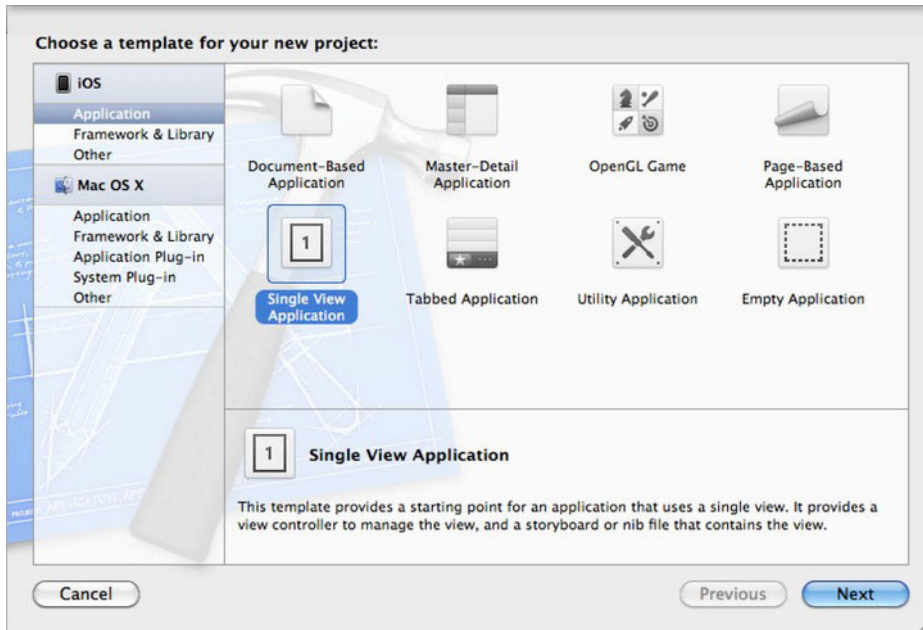 Choose a template for your new project:
iOS
Application
Framework & Library
Other
Mac OS X
Application
Framework & Library
Application Plug-in
System Plug-in
Other
Document-Based
Application
Master-Detail
Application
OpenGL Game
Page-Based
Application
1
Single View
Application
Tabbed Application
Utility Application
Empty Application
1
Single View Application
This template provides a starting point for an application that uses a single view. It provides a
view controller to manage the view, and a storyboard or nib file that contains the view.
Cancel
Previous
Next